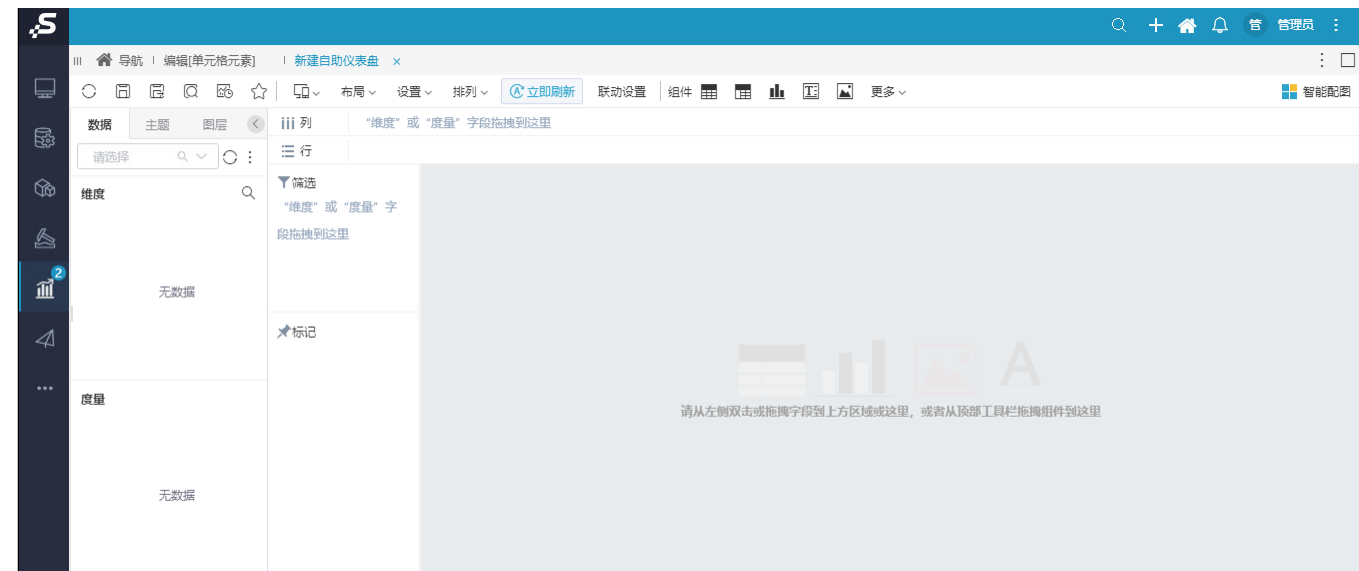 S
管 管理员
导航 编辑[单元格元素] 新建自助仪表盘 ×
布局 设置 排列 立即刷新 联动设置 组件 更多 智能配图
数据 主题 图层 列 “维度” 或 “度量” 字段拖拽到这里
请选择 行
维度 筛选
“维度” 或 “度量” 字
段拖拽到这里
2
无数据
标记
A
度量
请从左侧双击或拖拽字段到上方区域或这里，或者从顶部工具栏拖拽组件到这里
无数据